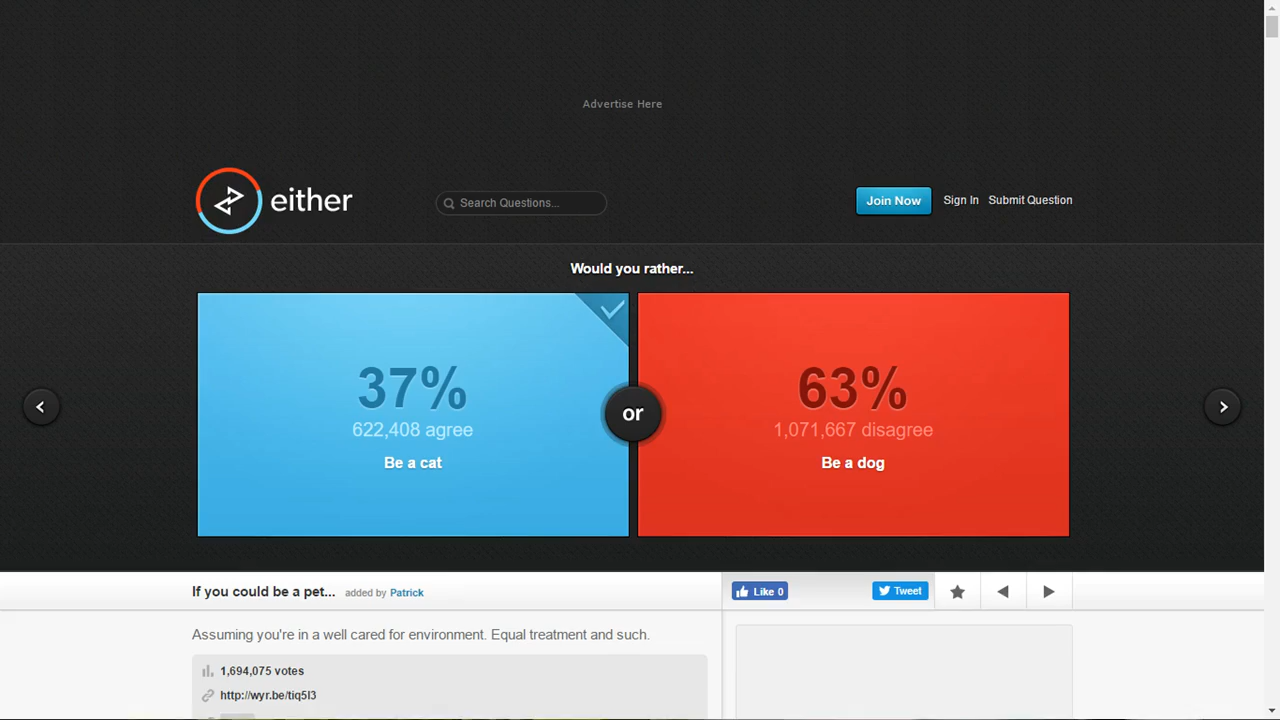 Advertise Here
either
Search Questions...
Join Now
Sign In
Submit Question
Would you rather...
37%
622,408 agree
Be a cat
or
63%
1,071,667 disagree
Be a dog
If you could be a pet... added by Patrick
Like 0
Tweet
Assuming you're in a well cared for environment. Equal treatment and such.
1,694,075 votes
http://wyr.be/tiq5I3